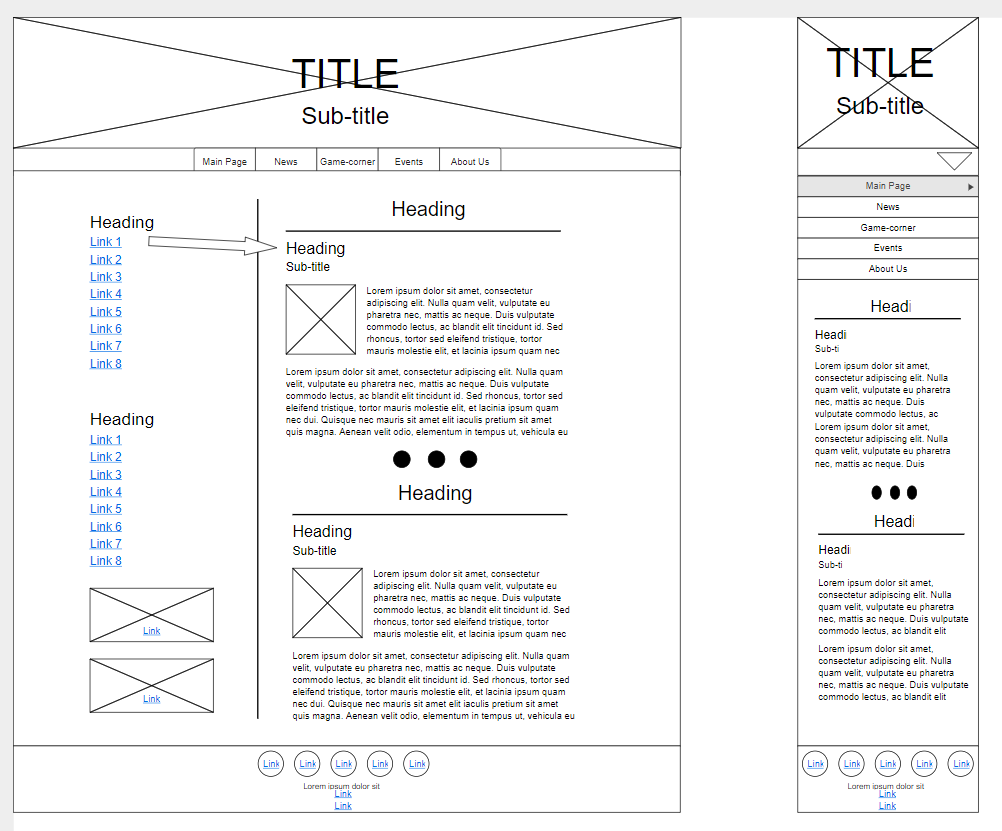 TITLE
Sub-title
Main Page
News
Game-corner
Events
About Us
Heading
Link 1
Link 2
Link 3
Link 4
Link 5
Link 6
Link 7
Link 8
Heading
Link 1
Link 2
Link 3
Link 4
Link 5
Link 6
Link 7
Link 8
Link
Link
Heading
Heading
Sub-title
Lorem ipsum dolor sit amet, consectetur
adipiscing elit. Nulla quam velit, vulputate eu
pharetra nec, mattis ac neque. Duis vulputate
commodo lectus, ac blandit elit tincidunt id. Sed
rhoncus, tortor sed eleifend tristique, tortor
mauris molestie elit, et lacinia ipsum quam nec
Lorem ipsum dolor sit amet, consectetur adipiscing elit. Nulla quam
velit, vulputate eu pharetra nec, mattis ac neque. Duis vulputate
commodo lectus, ac blandit elit tincidunt id. Sed rhoncus, tortor sed
eleifend tristique, tortor mauris molestie elit, et lacinia ipsum quam
nec dui. Quisque nec mauris sit amet elit iaculis pretium sit amet
quis magna. Aenean velit odio, elementum in tempus ut, vehicula eu
Heading
Heading
Sub-title
Lorem ipsum dolor sit amet, consectetur
adipiscing elit. Nulla quam velit, vulputate eu
pharetra nec, mattis ac neque. Duis vulputate
commodo lectus, ac blandit elit tincidunt id. Sed
rhoncus, tortor sed eleifend tristique, tortor
mauris molestie elit, et lacinia ipsum quam nec
Lorem ipsum dolor sit amet, consectetur adipiscing elit. Nulla quam
velit, vulputate eu pharetra nec, mattis ac neque. Duis vulputate
commodo lectus, ac blandit elit tincidunt id. Sed rhoncus, tortor sed
eleifend tristique, tortor mauris molestie elit, et lacinia ipsum quam
nec dui. Quisque nec mauris sit amet elit iaculis pretium sit amet
quis magna. Aenean velit odio, elementum in tempus ut, vehicula eu
Link Link Link Link Link
Lorem ipsum dolor sit
Link
Link
TITLE
Sub-title
Main Page
News
Game-corner
Events
About Us
Headi
Headi
Sub-ti
Lorem ipsum dolor sit amet,
consectetur adipiscing elit. Nulla
quam velit, vulputate eu pharetra
nec, mattis ac neque. Duis
vulputate commodo lectus, ac
Lorem ipsum dolor sit amet,
consectetur adipiscing elit. Nulla
quam velit, vulputate eu pharetra
nec, mattis ac neque. Duis
Headi
Headi
Sub-ti
Lorem ipsum dolor sit amet,
consectetur adipiscing elit. Nulla
quam velit, vulputate eu pharetra
nec, mattis ac neque. Duis vulputate
commodo lectus, ac blandit elit
Lorem ipsum dolor sit amet,
consectetur adipiscing elit. Nulla
quam velit, vulputate eu pharetra
nec, mattis ac neque. Duis vulputate
commodo lectus, ac blandit elit
Link Link Link Link Link
Lorem ipsum dolor sit
Link
Link